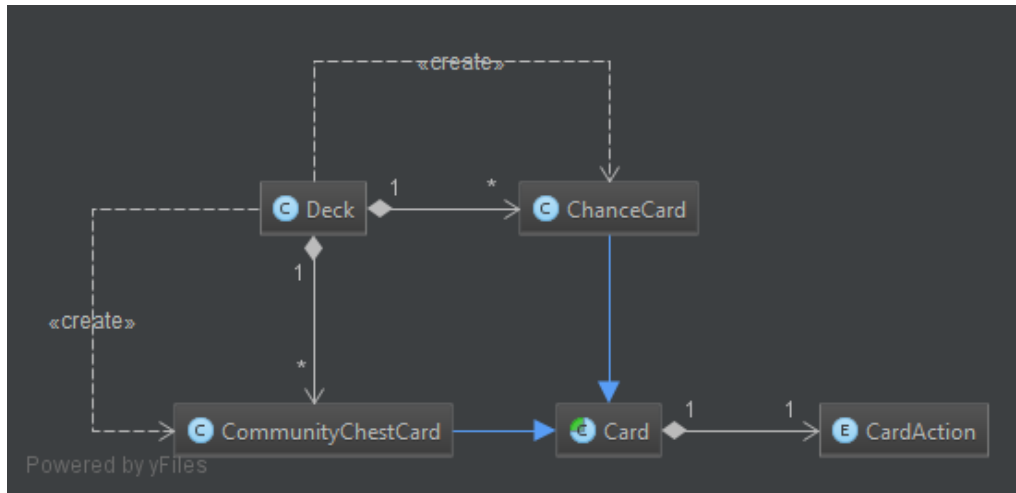 «create»
1
*
C Deck
C ChanceCard
1
«create»
*
1
1
C CommunityChestCard
C Card
E CardAction
Powered by yFiles